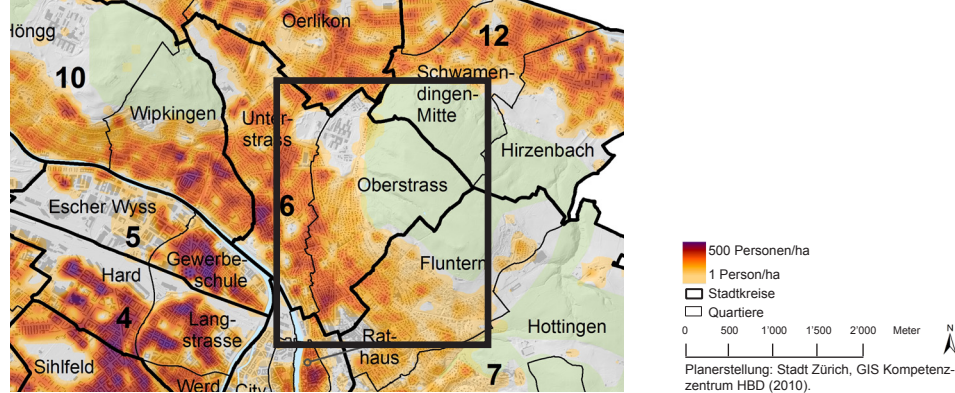 Höngg
Oerlikon
12
10
Schwamen-
dingen-
Mitte
Wipkingen
Unter-
strass
Hirzenbach
Oberstrass
Escher Wyss
6
5
Gewerbe-
schule
Fluntern
Hard
4
Lang-
strasse
Hottingen
Rat-
haus
Sihlfeld
7
Werd
City
500 Personen/ha
1 Person/ha
Stadtkreise
Quartiere
0 500 1'000 1'500 2'000 Meter N
Planerstellung: Stadt Zürich, GIS Kompetenz-
zentrum HBD (2010).